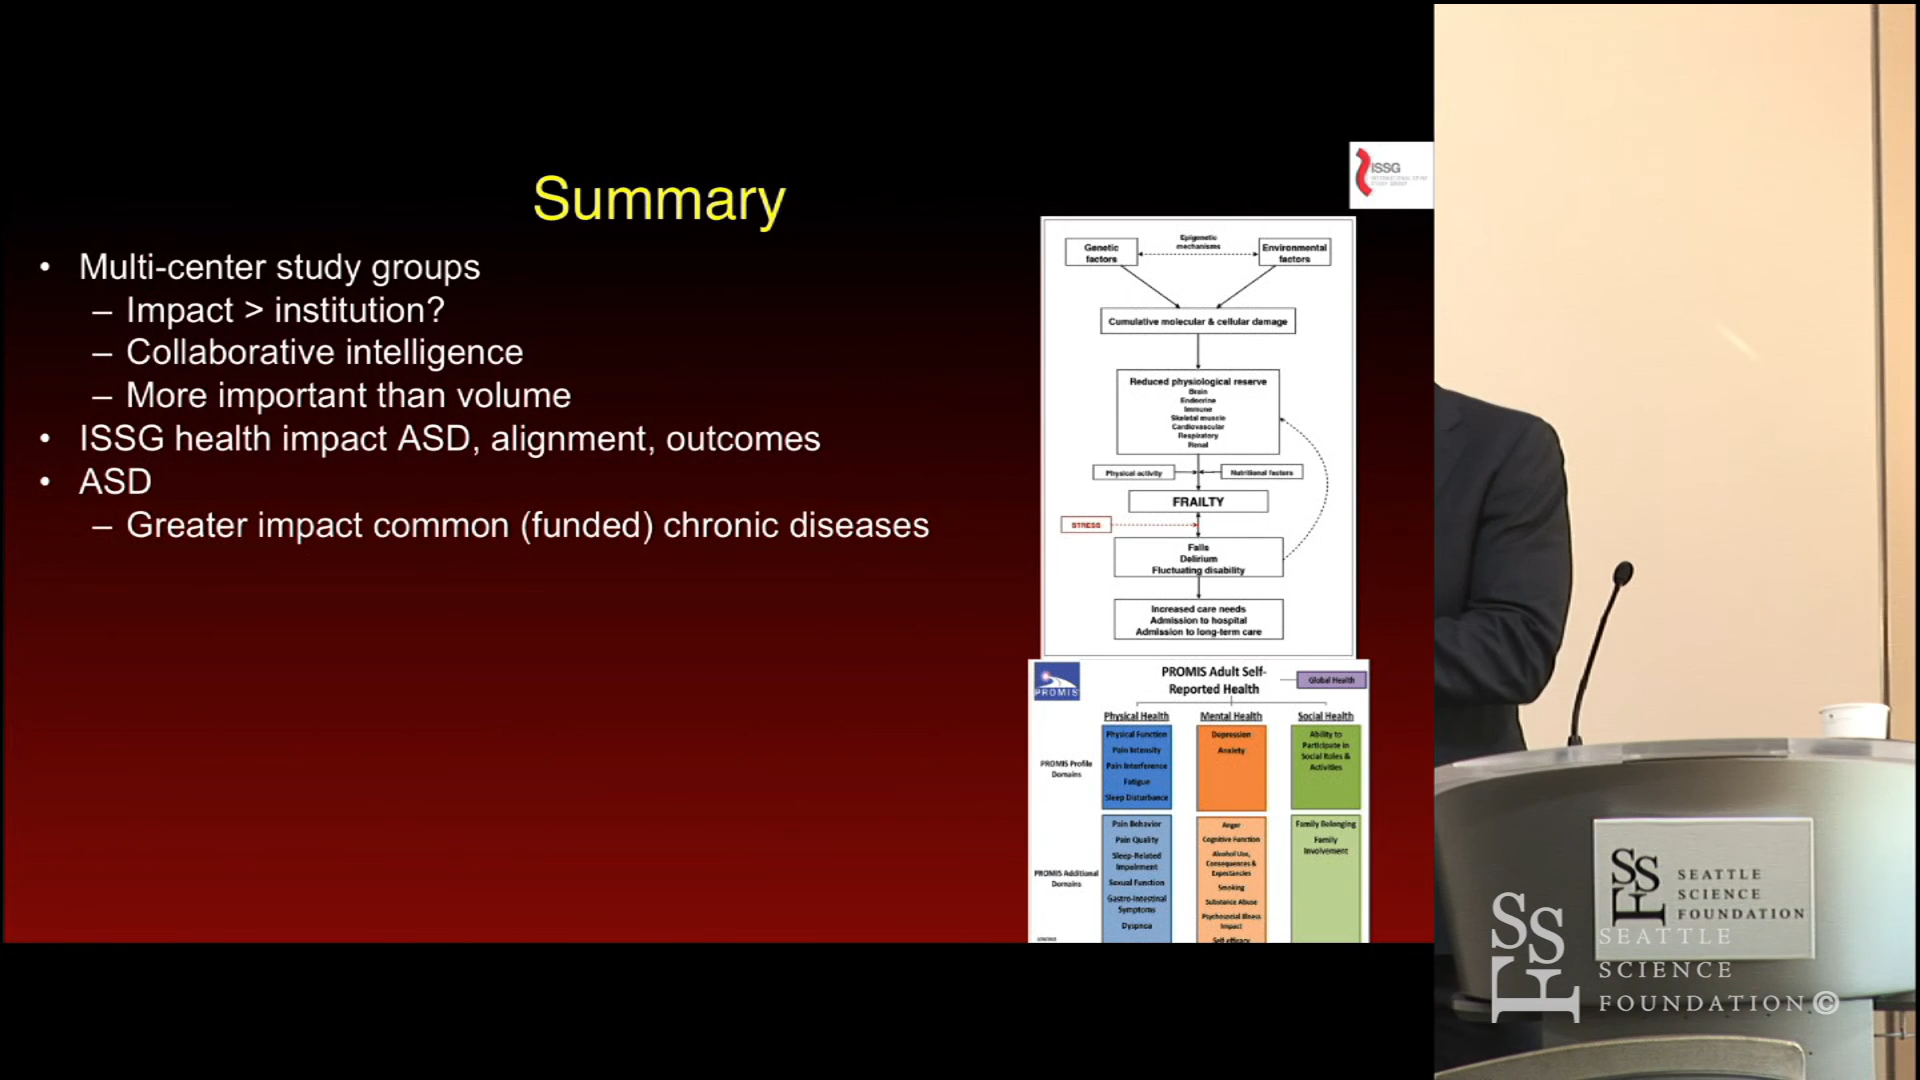 Summary
• Multi-center study groups
– Impact > institution?
– Collaborative intelligence
– More important than volume
• ISSG health impact ASD, alignment, outcomes
• ASD
– Greater impact common (funded) chronic diseases
ISSG
Genetic factors
Epigenetic mechanisms
Environmental factors
Cumulative molecular & cellular damage
Reduced physiological reserve
Brain
Endocrine
Immune
Skeletal muscle
Cardiovascular
Respiratory
Renal
Physical activity
Nutritional factors
FRAILTY
STRESS
Falls
Delirium
Fluctuating disability
Increased care needs
Admission to hospital
Admission to long-term care
PROMIS
PROMIS Adult Self-
Reported Health
Global Health
Physical Health
Mental Health
Social Health
PROMIS Profile
Domains
Physical Function
Pain Intensity
Pain Interference
Fatigue
Sleep Disturbance
Depression
Anxiety
Ability to
Participate in
Social Roles &
Activities
PROMIS Additional
Domains
Pain Behavior
Pain Quality
Sleep-Related
Impairment
Sexual Function
Gastro-Intestinal
Symptoms
Dyspnea
Anger
Cognitive Function
Alcohol Use,
Consequences &
Expectancies
Smoking
Substance Abuse
Psychosocial Illness
Impact
Self-efficacy
Family Belonging
Family
Involvement
SSF
SEATTLE
SCIENCE
FOUNDATION
SSF
SEATTLE
SCIENCE
FOUNDATION©